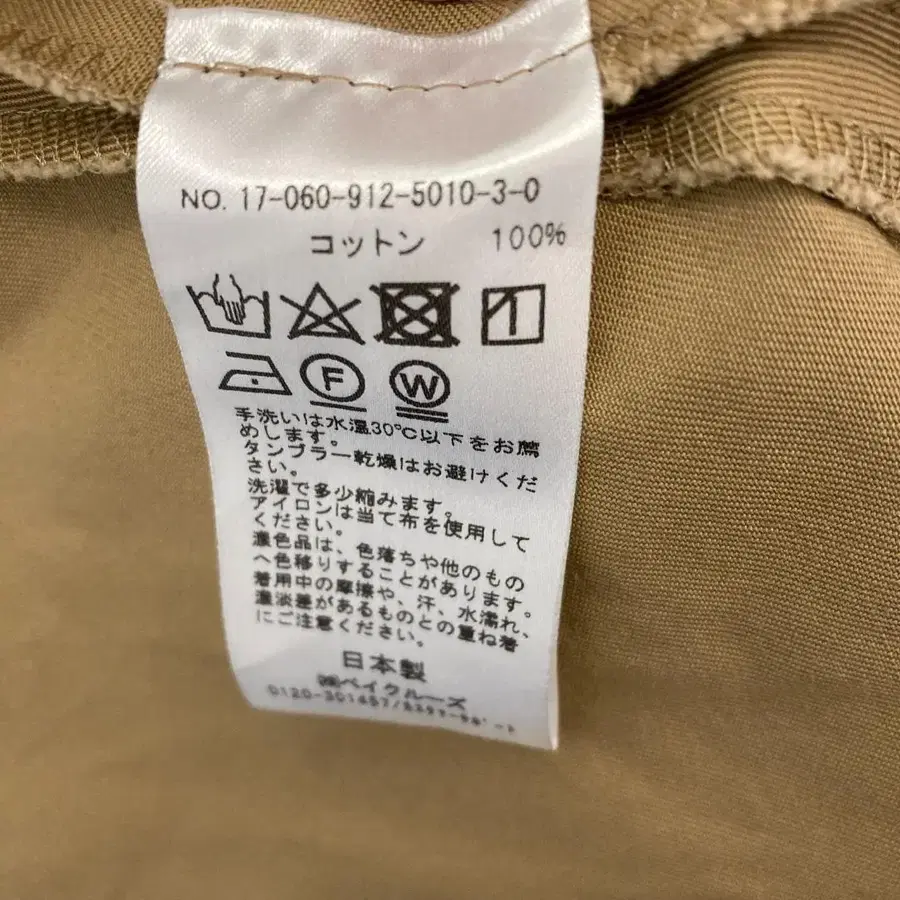 NO. 17-060-912-5010-3-0
コットン 100%
F W
手洗いは水温30℃以下をお薦
めします。
タンブラー乾燥はお避けくだ
さい。
洗濯で多少縮みます。
アイロンは当て布を使用して
ください。
濃色品は、色落ちや他のもの
へ色移りすることがあります。
着用中の摩擦や、汗、水濡れ、
濃淡差があるものとの重ね着
にご注意ください。
日本製
㈱ベイクルーズ
0120-301457